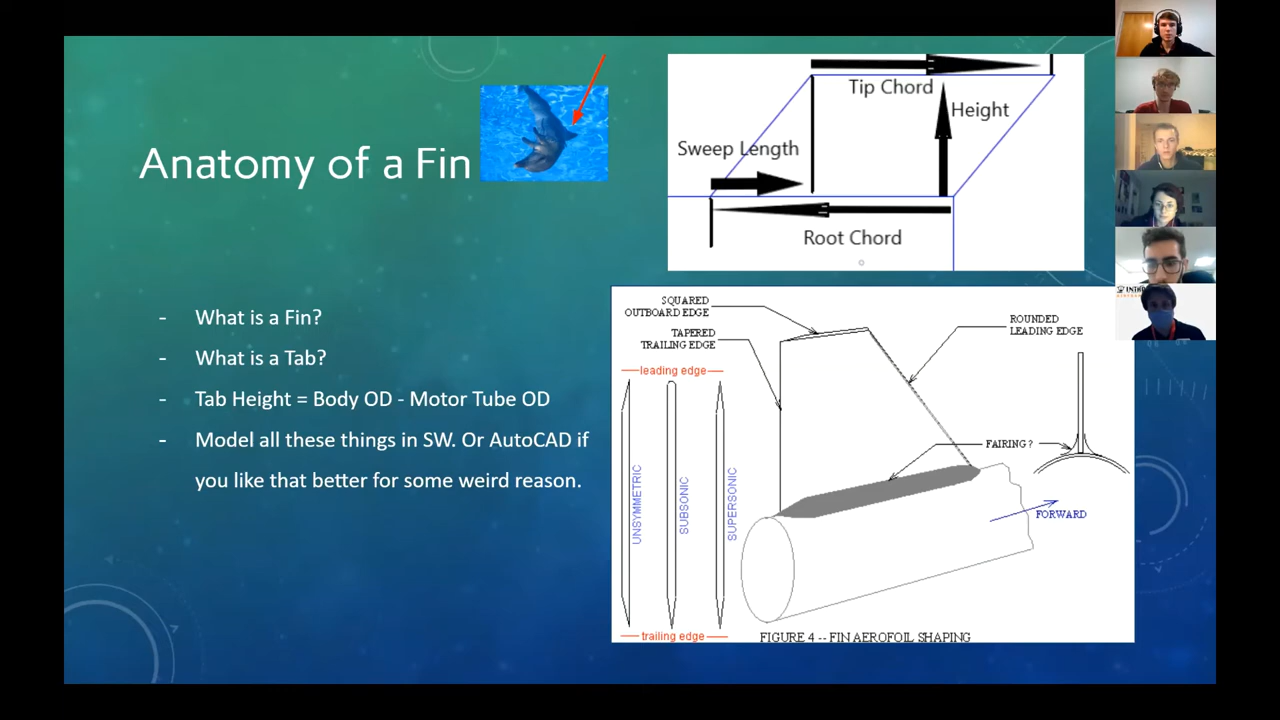 Anatomy of a Fin
- What is a Fin?
- What is a Tab?
- Tab Height = Body OD - Motor Tube OD
- Model all these things in SW. Or AutoCAD if
you like that better for some weird reason.
Tip Chord
Height
Sweep Length
Root Chord
SQUARED
OUTBOARD EDGE
TAPERED
TRAILING EDGE
ROUNDED
LEADING EDGE
leading edge
UNSYMMETRIC
SUBSONIC
SUPERSONIC
FAIRING ?
FORWARD
trailing edge
FIGURE 4 -- FIN AEROFOIL SHAPING